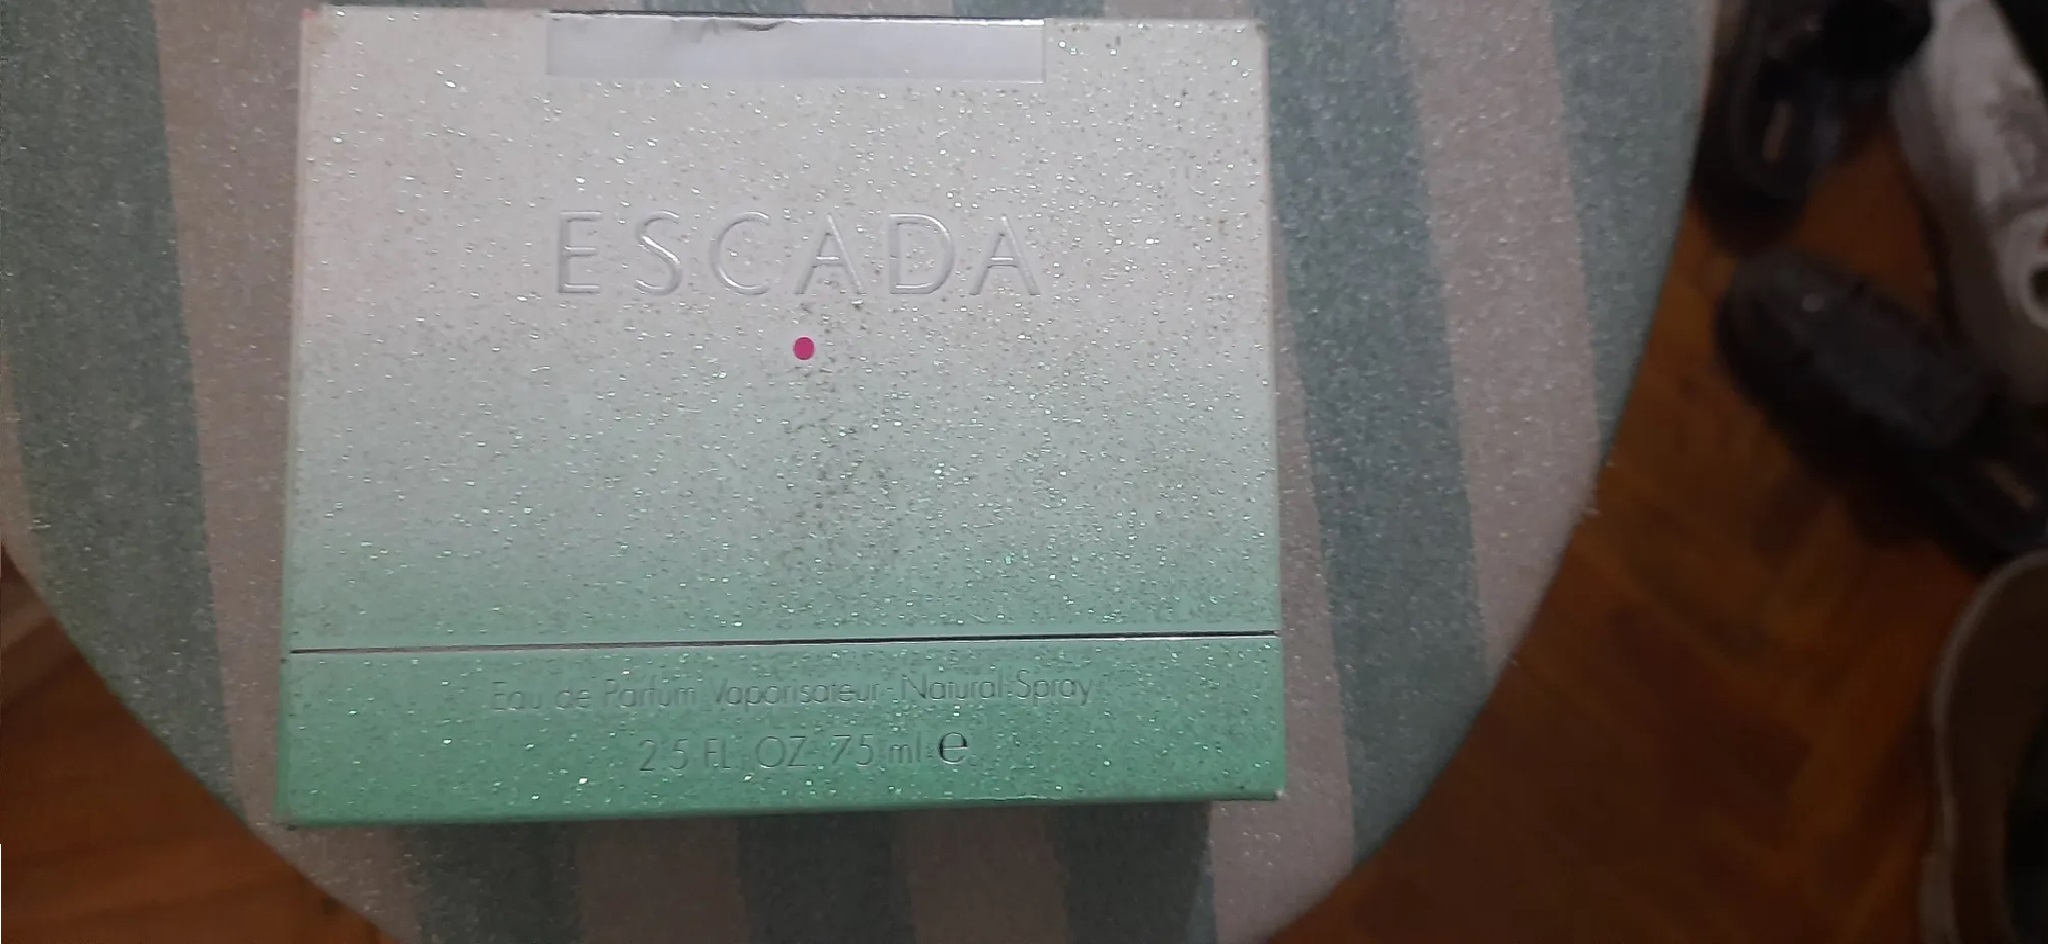 ESCADA
Eau de Parfum Vaporisateur - Natural Spray
2.5 FL. OZ. 75 ml e